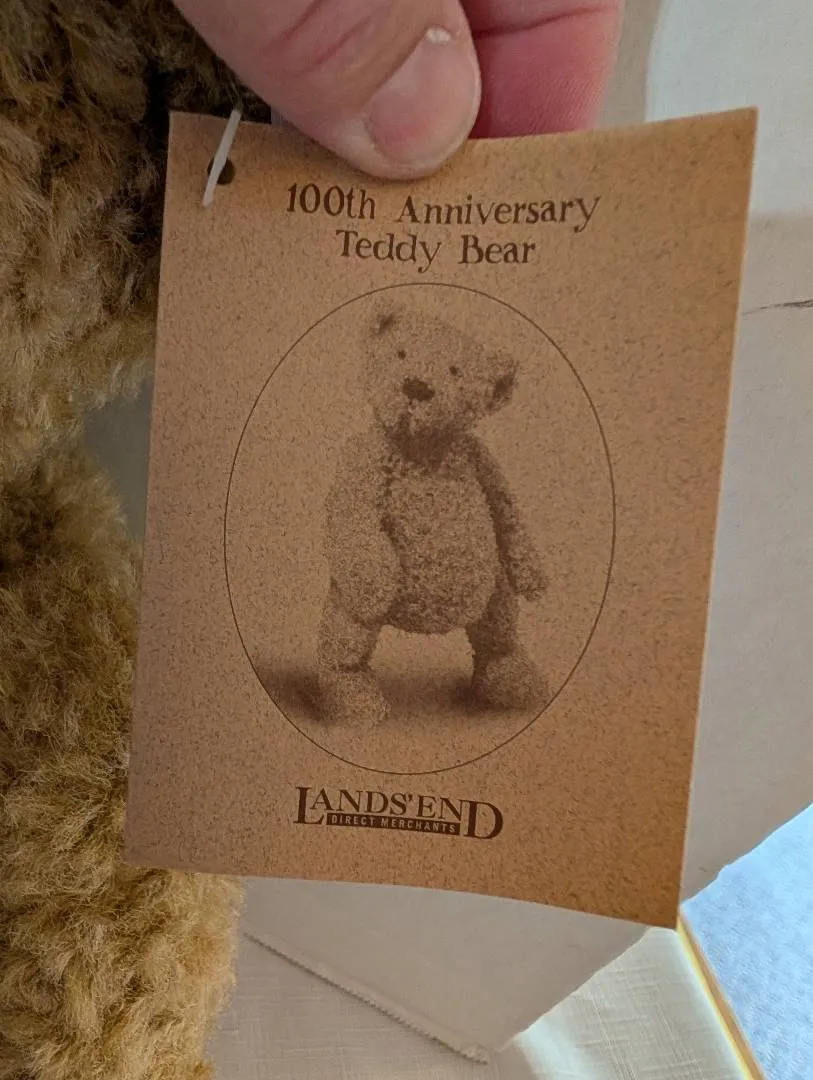 100th Anniversary
Teddy Bear
LANDS' END
DIRECT MERCHANTS